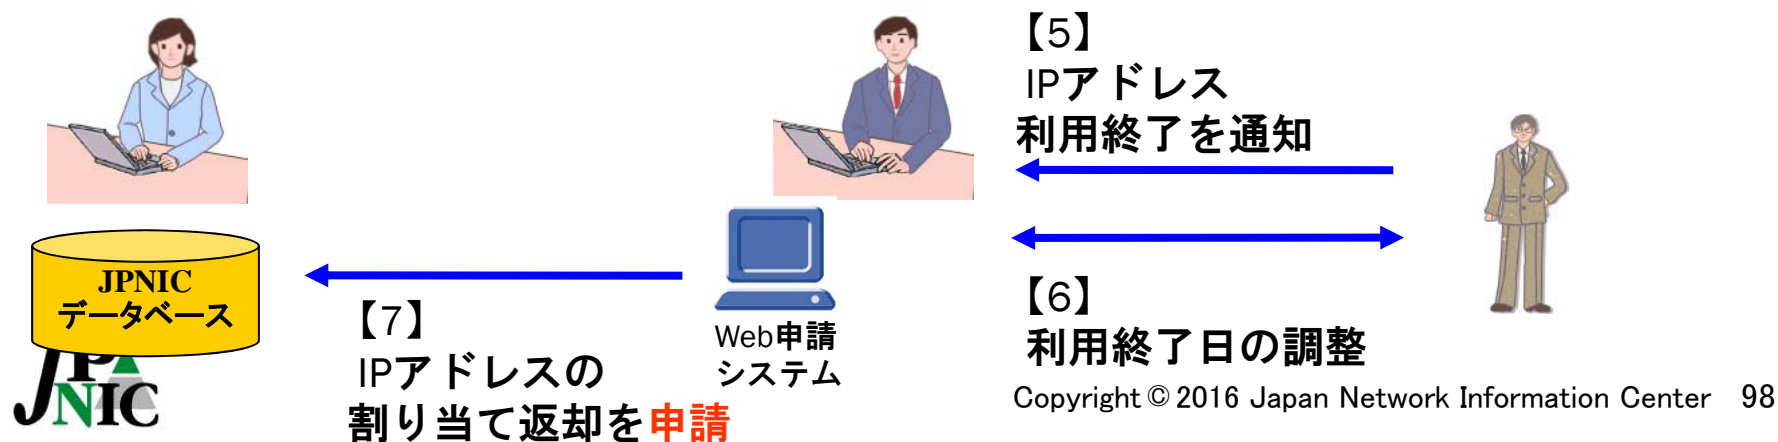 【5】
IPアドレス
利用終了を通知
【6】
利用終了日の調整
JPNIC
データベース
【7】
IPアドレスの
割り当て返却を申請
Web申請
システム
JPNIC
Copyright © 2016 Japan Network Information Center 98